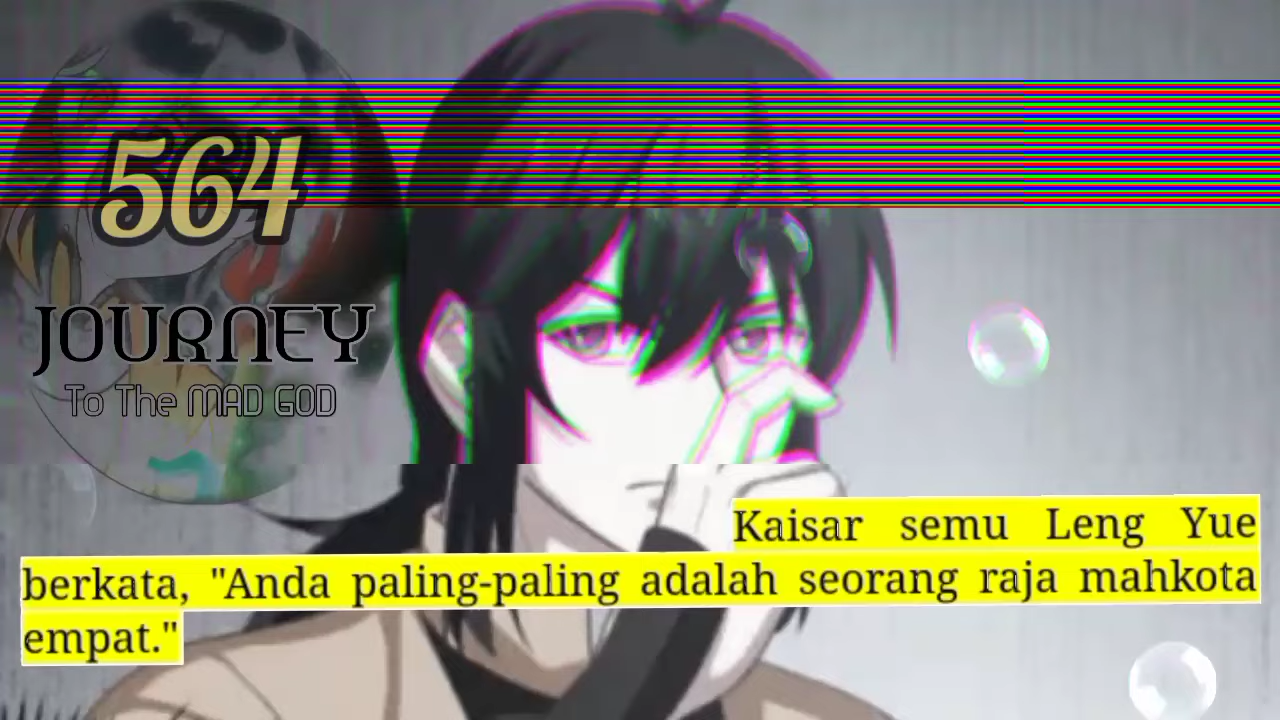 564
JOURNEY
To The MAD GOD
Kaisar semu Leng Yue
berkata, "Anda paling-paling adalah seorang raja mahkota
empat."